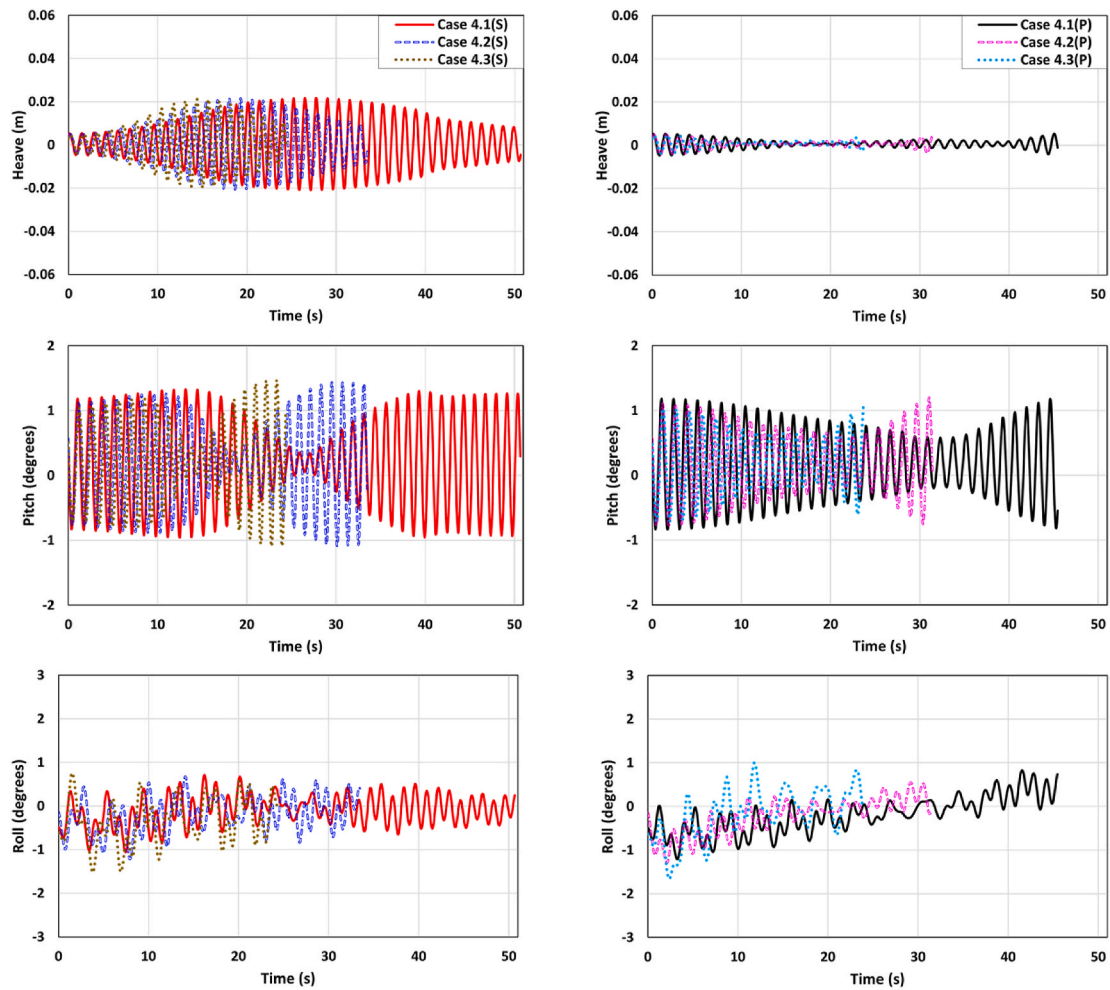 0.06
0.04
0.02
0
-0.02
-0.04
-0.06
Heave (m)
Case 4.1(S)
Case 4.2(S)
Case 4.3(S)
0 10 20 30 40 50
Time (s)
0.06
0.04
0.02
0
-0.02
-0.04
-0.06
Heave (m)
Case 4.1(P)
Case 4.2(P)
Case 4.3(P)
0 10 20 30 40 50
Time (s)
2
1
0
-1
-2
Pitch (degrees)
0 10 20 30 40 50
Time (s)
2
1
0
-1
-2
Pitch (degrees)
0 10 20 30 40 50
Time (s)
3
2
1
0
-1
-2
-3
Roll (degrees)
0 10 20 30 40 50
Time (s)
3
2
1
0
-1
-2
-3
Roll (degrees)
0 10 20 30 40 50
Time (s)